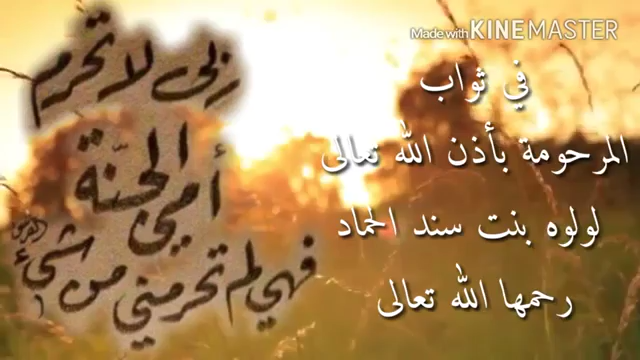 Made with KINEMASTER
في ثواب
المرحومة بأذن الله تعالى
لولوه بنت سند الحماد
رحمها الله تعالى
ربي لا تحرم
أمي الجنّة
فهي لم تحرمني من شيء